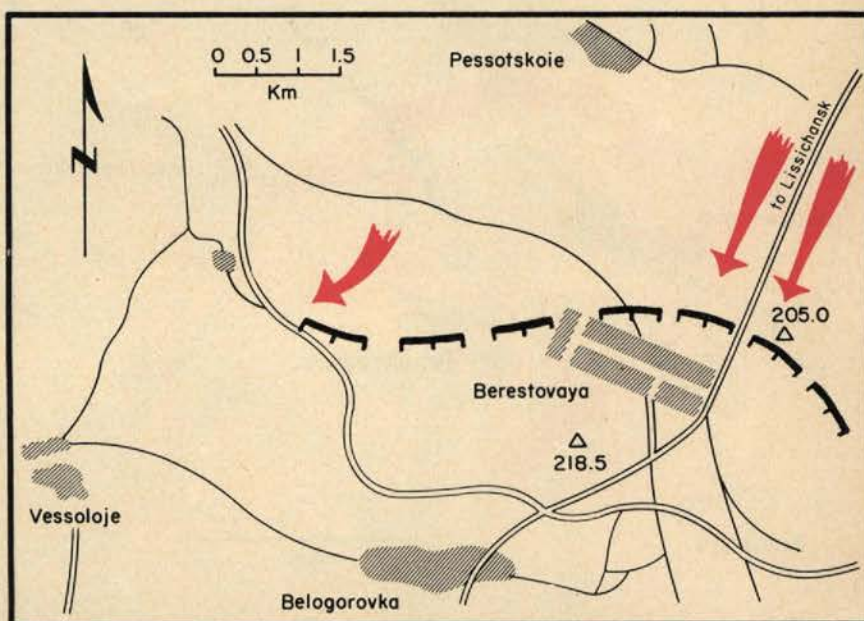 Pessotskoie
0 0.5 1 1.5
Km
N
to Lissichansk
205.0
Berestovaya
218.5
Vessoloje
Belogorovka